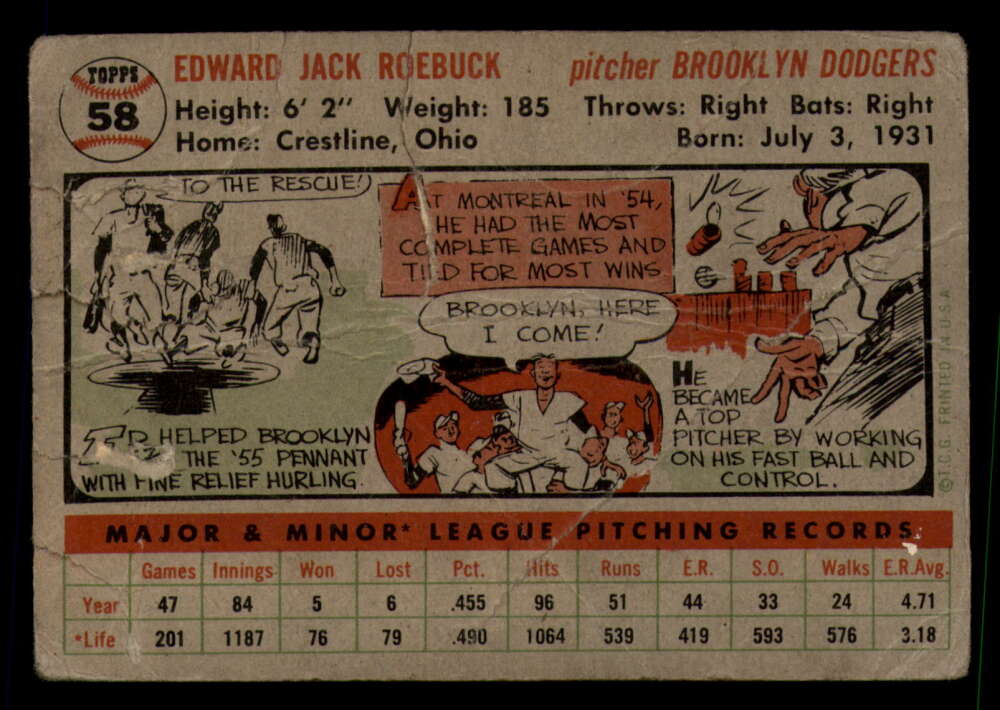 TOPPS
58
EDWARD JACK ROEBUCK
pitcher BROOKLYN DODGERS
Height: 6' 2" Weight: 185 Throws: Right Bats: Right
Home: Crestline, Ohio Born: July 3, 1931
TO THE RESCUE!
ED HELPED BROOKLYN
THE '55 PENNANT
WITH FINE RELIEF HURLING.
AT MONTREAL IN '54,
HE HAD THE MOST
COMPLETE GAMES AND
TIED FOR MOST WINS
BROOKLYN, HERE
I COME!
HE
BECAME
A TOP
PITCHER BY WORKING
ON HIS FAST BALL AND
CONTROL.
© T.C.G. PRINTED IN U.S.A.
MAJOR & MINOR* LEAGUE PITCHING RECORDS
Games Innings Won Lost Pct. Hits Runs E.R. S.O. Walks E.R.Avg.
Year 47 84 5 6 .455 96 51 44 33 24 4.71
*Life 201 1187 76 79 .490 1064 539 419 593 576 3.18